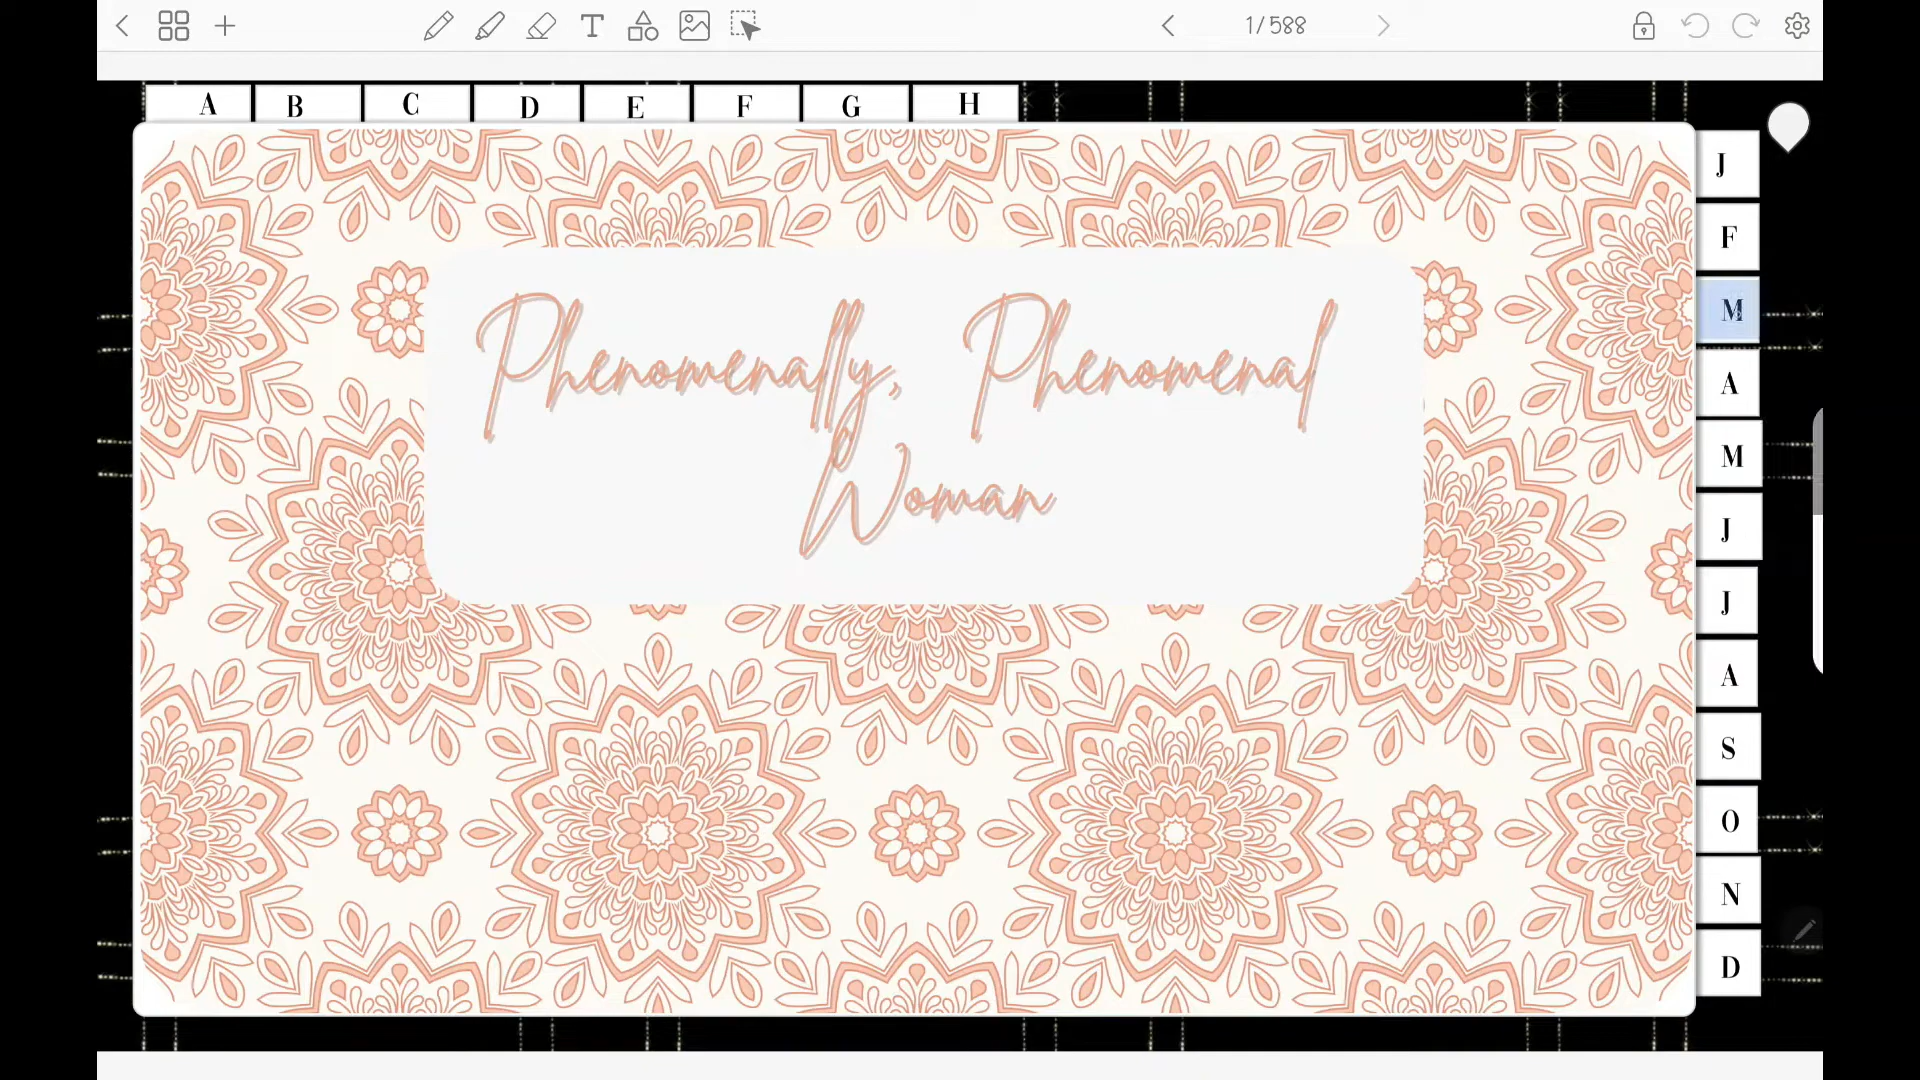 1/588
A B C D E F G H
Phenomenally, Phenomenal
Woman
J
F
M
A
M
J
J
A
S
O
N
D